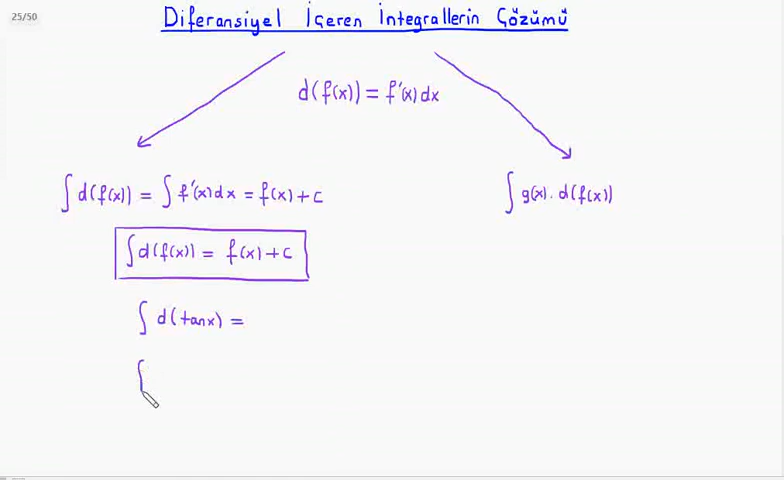 25/50
Diferansiyel İçeren İntegrallerin Çözümü
d(f(x)) = f'(x) dx
∫ d(f(x)) = ∫ f'(x) dx = f(x) + c
∫ g(x) . d(f(x))
∫ d(f(x)) = f(x) + c
∫ d(tanx) =
∫